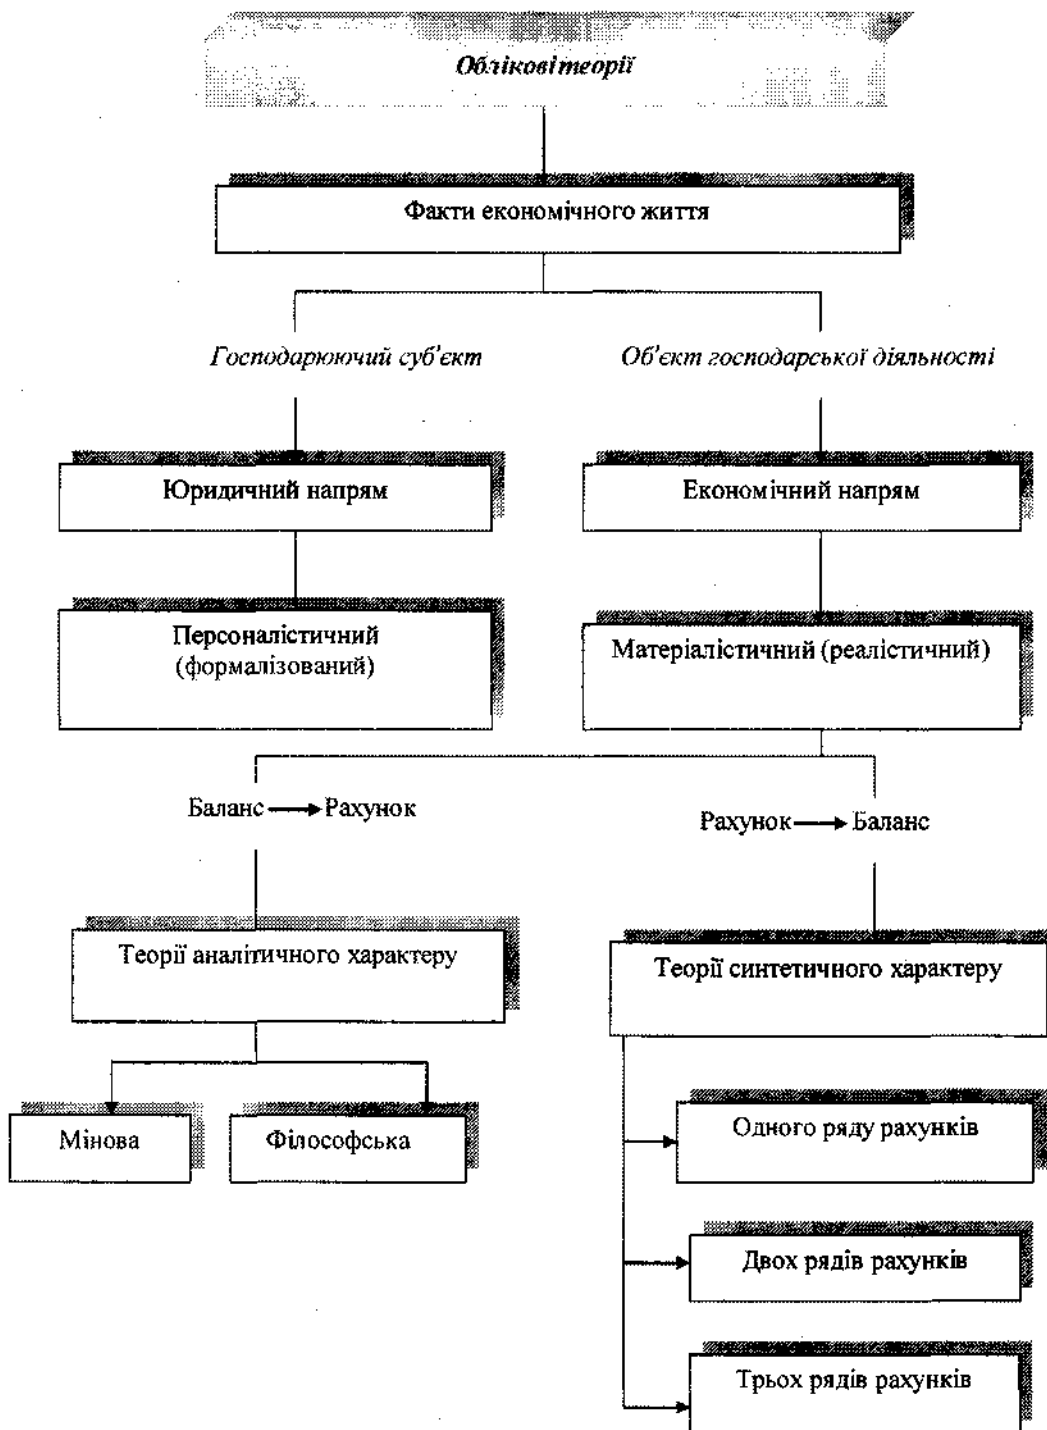 Облікові теорії
Факти економічного життя
Господарюючий суб'єкт
Об'єкт господарської діяльності
Юридичний напрям
Економічний напрям
Персоналістичний
(формалізований)
Матеріалістичний (реалістичний)
Баланс → Рахунок
Рахунок → Баланс
Теорії аналітичного характеру
Теорії синтетичного характеру
Мінова
Філософська
Одного ряду рахунків
Двох рядів рахунків
Трьох рядів рахунків